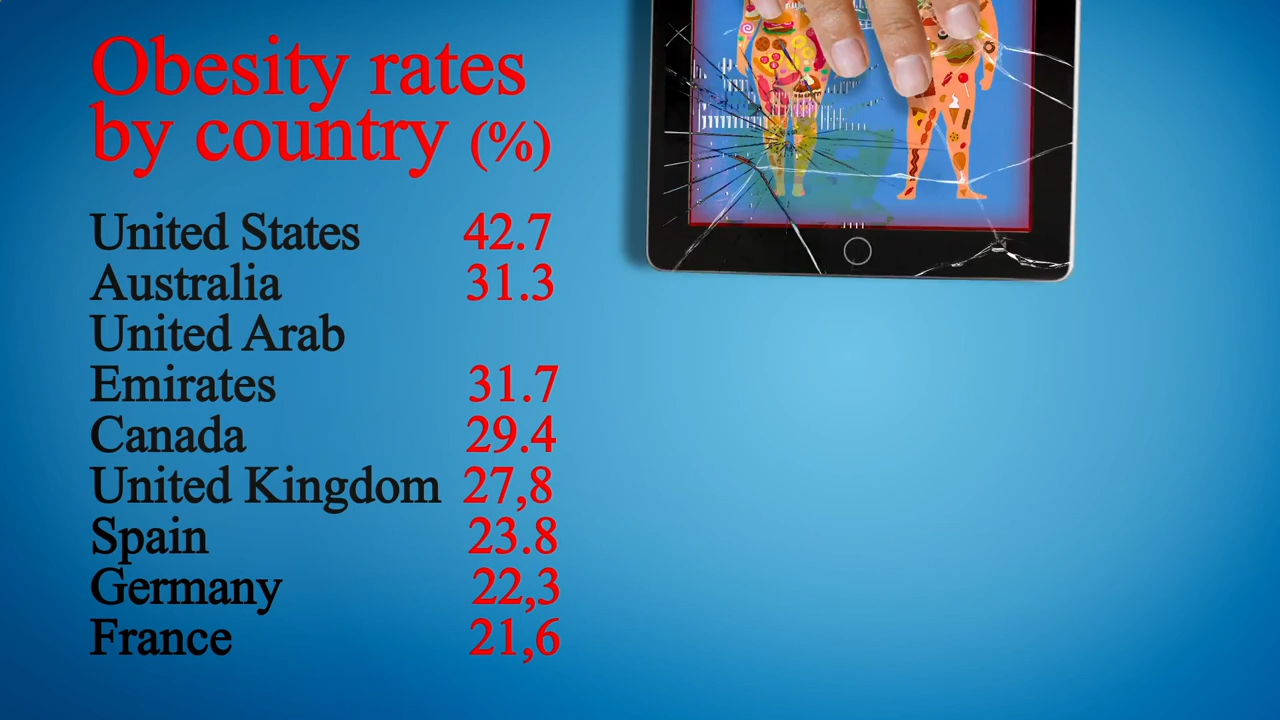 Obesity rates
by country (%)
United States 42.7
Australia 31.3
United Arab
Emirates 31.7
Canada 29.4
United Kingdom 27,8
Spain 23.8
Germany 22,3
France 21,6